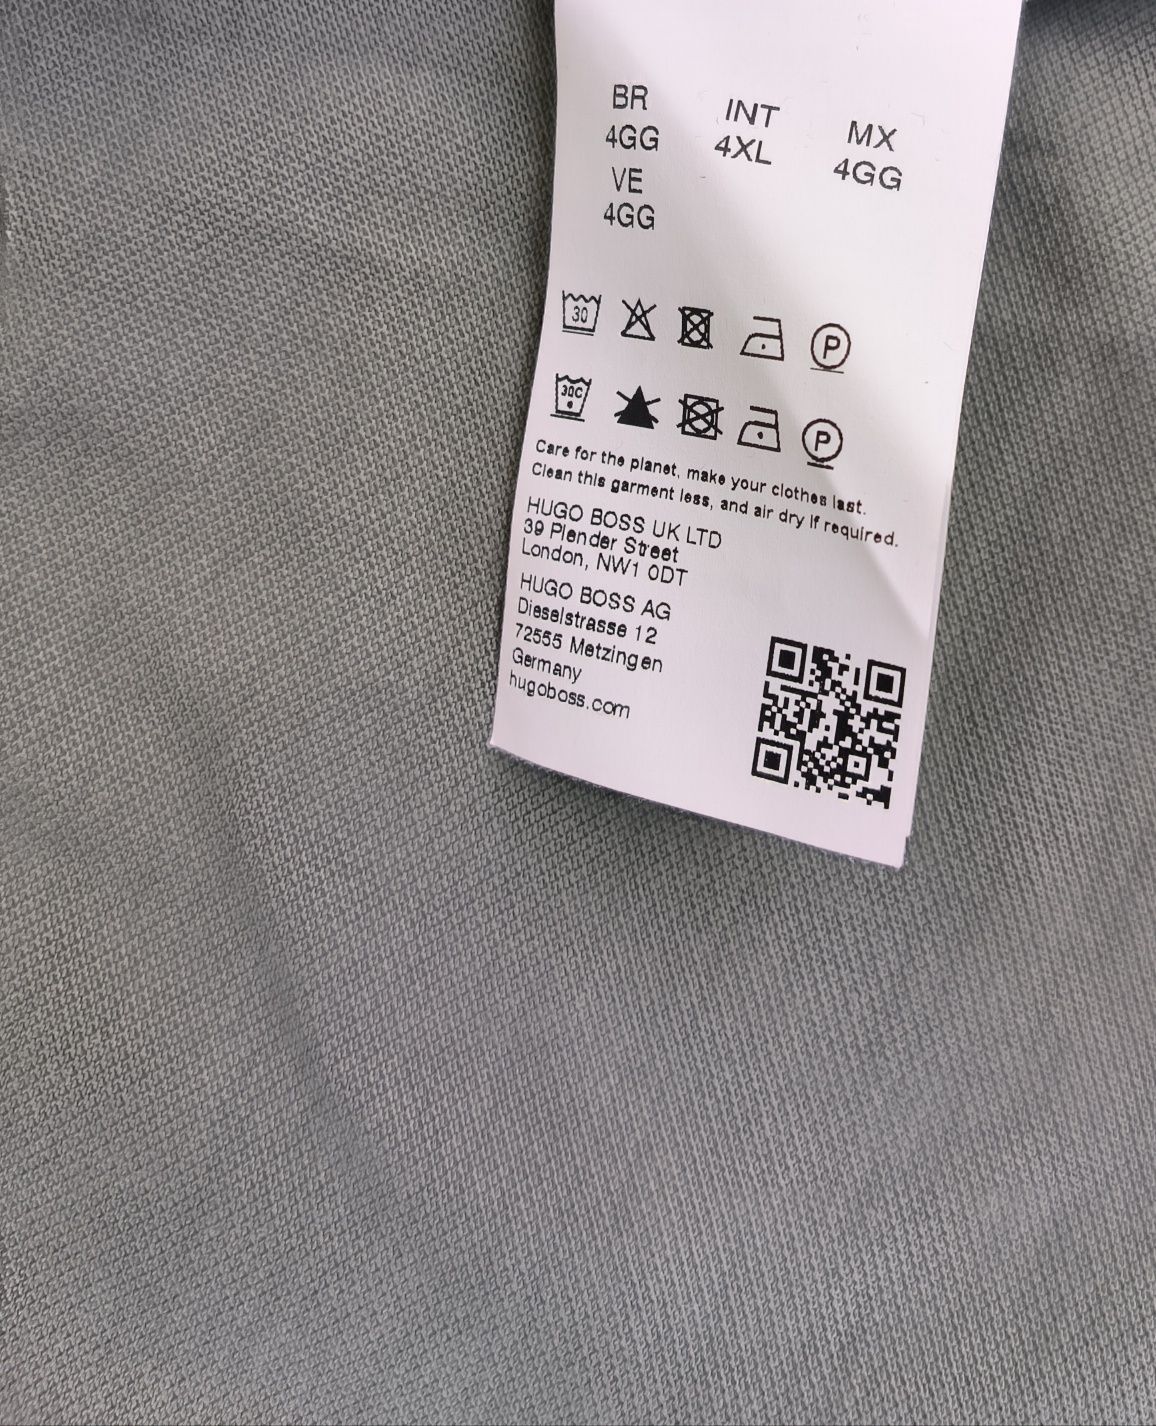 BR INT MX
4GG 4XL 4GG
VE
4GG
30 P
30C P
Care for the planet, make your clothes last.
Clean this garment less, and air dry if required.
HUGO BOSS UK LTD
39 Plender Street
London, NW1 0DT
HUGO BOSS AG
Dieselstrasse 12
72555 Metzingen
Germany
hugoboss.com